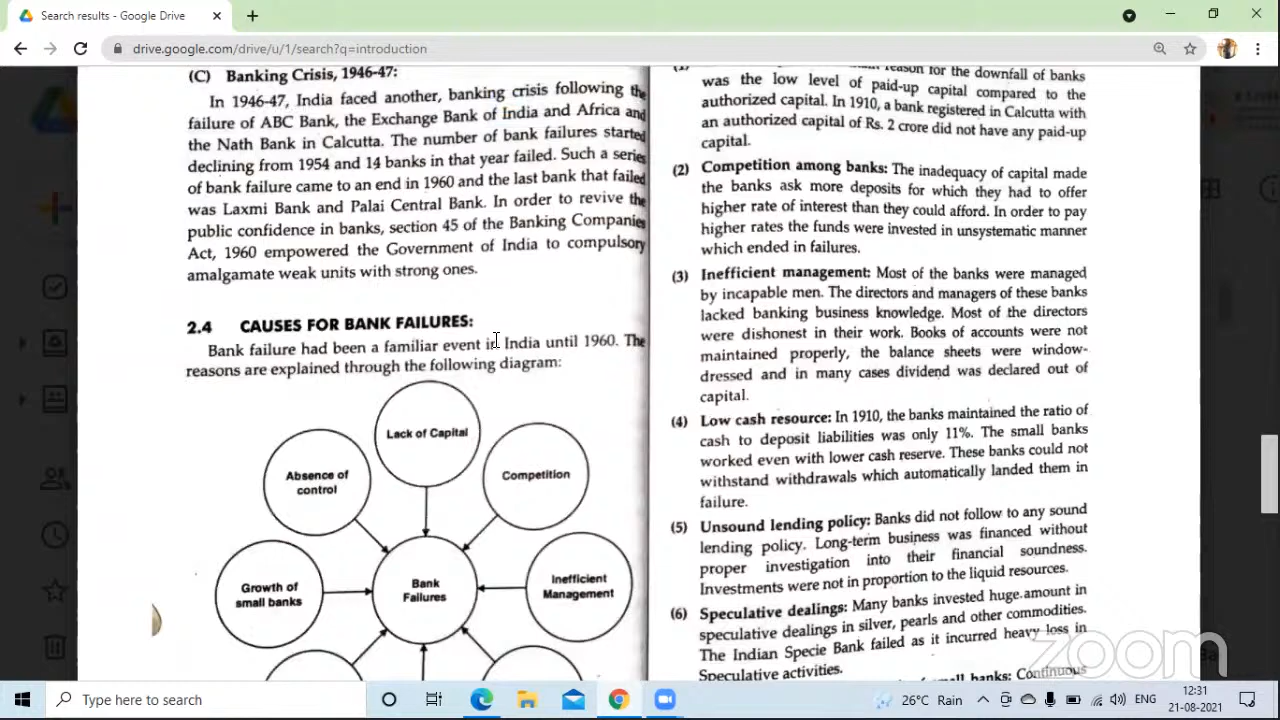 Search results - Google Drive
drive.google.com/drive/u/1/search?q=introduction
(C) Banking Crisis, 1946-47:
In 1946-47, India faced another, banking crisis following the
failure of ABC Bank, the Exchange Bank of India and Africa and
the Nath Bank in Calcutta. The number of bank failures started
declining from 1954 and 14 banks in that year failed. Such a series
of bank failure came to an end in 1960 and the last bank that failed
was Laxmi Bank and Palai Central Bank. In order to revive the
public confidence in banks, section 45 of the Banking Companies
Act, 1960 empowered the Government of India to compulsory
amalgamate weak units with strong ones.
2.4 CAUSES FOR BANK FAILURES:
Bank failure had been a familiar event in India until 1960. The
reasons are explained through the following diagram:
Lack of Capital
Absence of
control
Competition
Growth of
small banks
Bank
Failures
Inefficient
Management
reason for the downfall of banks
was the low level of paid-up capital compared to the
authorized capital. In 1910, a bank registered in Calcutta with
an authorized capital of Rs. 2 crore did not have any paid-up
capital.
(2) Competition among banks: The inadequacy of capital made
the banks ask more deposits for which they had to offer
higher rate of interest than they could afford. In order to pay
higher rates the funds were invested in unsystematic manner
which ended in failures.
(3) Inefficient management: Most of the banks were managed
by incapable men. The directors and managers of these banks
lacked banking business knowledge. Most of the directors
were dishonest in their work. Books of accounts were not
maintained properly, the balance sheets were window-
dressed and in many cases dividend was declared out of
capital.
(4) Low cash resource: In 1910, the banks maintained the ratio of
cash to deposit liabilities was only 11%. The small banks
worked even with lower cash reserve. These banks could not
withstand withdrawals which automatically landed them in
failure.
(5) Unsound lending policy: Banks did not follow to any sound
lending policy. Long-term business was financed without
proper investigation into their financial soundness.
Investments were not in proportion to the liquid resources.
(6) Speculative dealings: Many banks invested huge amount in
speculative dealings in silver, pearls and other commodities.
The Indian Specie Bank failed as it incurred heavy loss in
Speculative activities.
small banks: Continuous
zoom
Type here to search
26°C Rain
ENG
12:31
21-08-2021